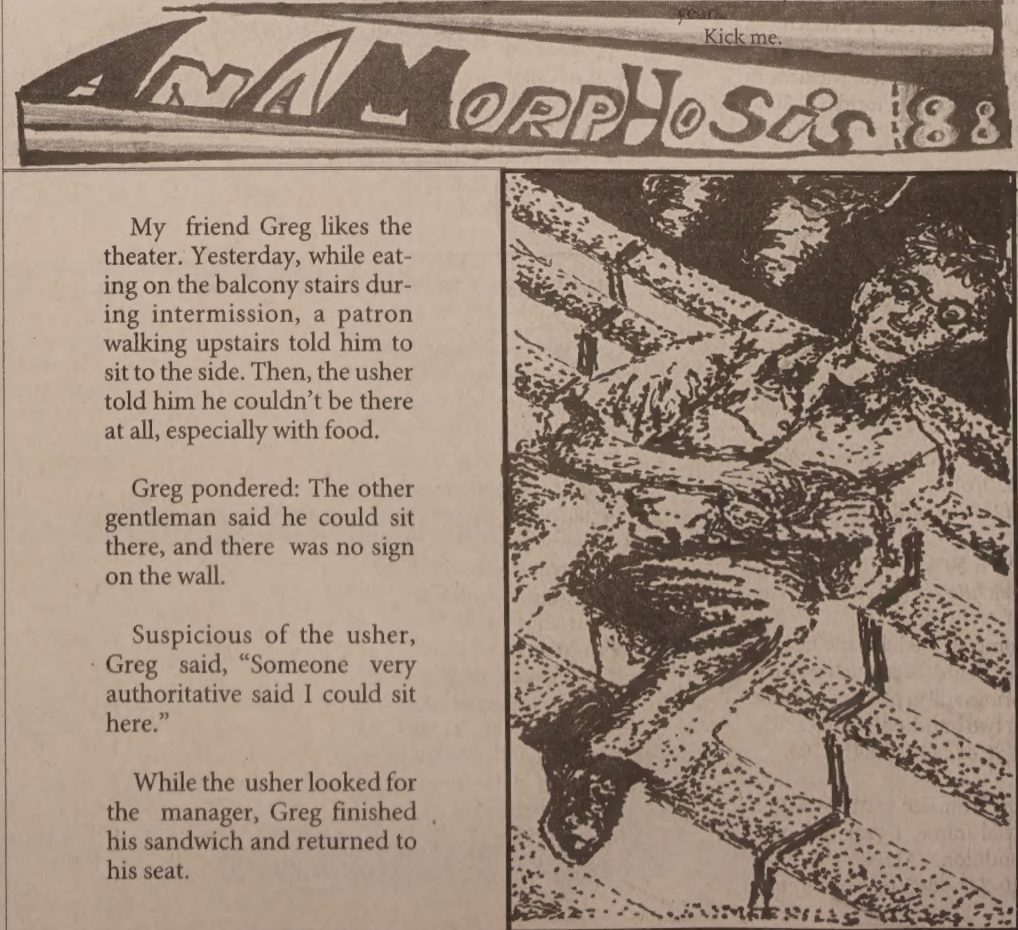 Kick me.
AnAMorpHosis 88
My friend Greg likes the
theater. Yesterday, while eat-
ing on the balcony stairs dur-
ing intermission, a patron
walking upstairs told him to
sit to the side. Then, the usher
told him he couldn't be there
at all, especially with food.
Greg pondered: The other
gentleman said he could sit
there, and there was no sign
on the wall.
Suspicious of the usher,
Greg said, “Someone very
authoritative said I could sit
here.”
While the usher looked for
the manager, Greg finished
his sandwich and returned to
his seat.